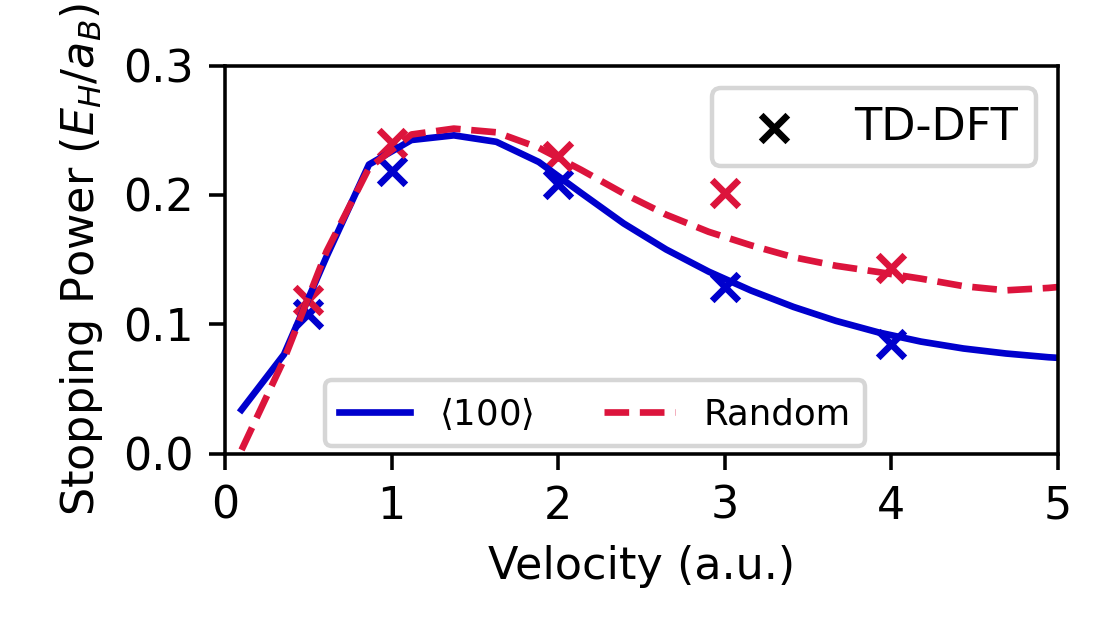 Stopping Power (E_H/a_B)
0.3
0.2
0.1
0.0
TD-DFT
⟨100⟩ Random
0 1 2 3 4 5
Velocity (a.u.)